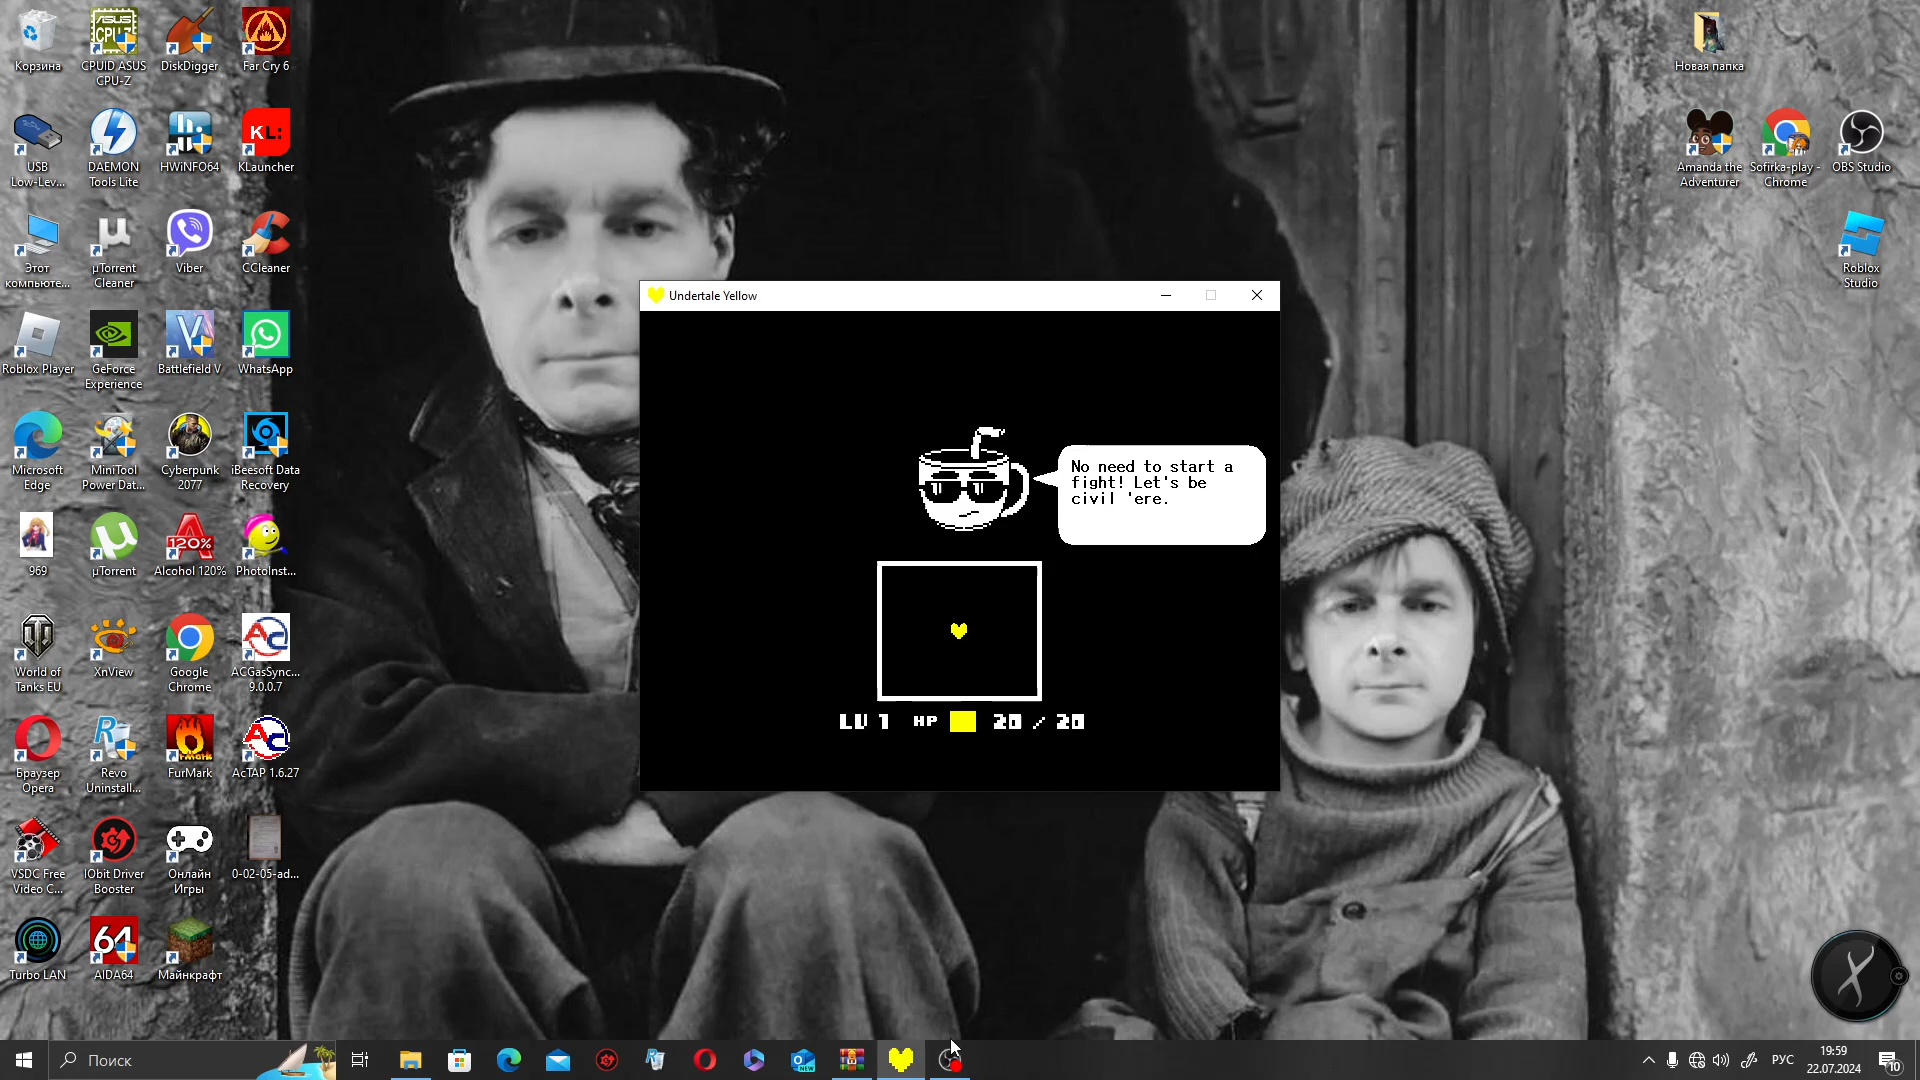 Корзина
CPUID ASUS
CPU-Z
DiskDigger
Far Cry 6
USB
Low-Lev...
DAEMON
Tools Lite
HWiNFO64
KLauncher
Этот
компьюте...
µTorrent
Cleaner
Viber
CCleaner
Roblox Player
GeForce
Experience
Battlefield V
WhatsApp
Microsoft
Edge
MiniTool
Power Dat...
Cyberpunk
2077
iBeesoft Data
Recovery
969
µTorrent
Alcohol 120%
PhotoInst...
World of
Tanks EU
XnView
Google
Chrome
ACGasSync...
9.0.0.7
Браузер
Opera
Revo
Uninstall...
FurMark
AcTAP 1.6.27
VSDC Free
Video C...
IObit Driver
Booster
Онлайн
Игры
0-02-05-ad...
Turbo LAN
AIDA64
Майнкрафт
Undertale Yellow
No need to start a
fight! Let's be
civil 'ere.
LV 1 HP 20 / 20
Новая папка
Amanda the
Adventurer
Sofirka-play -
Chrome
OBS Studio
Roblox
Studio
Поиск
РУС
19:59
22.07.2024
10